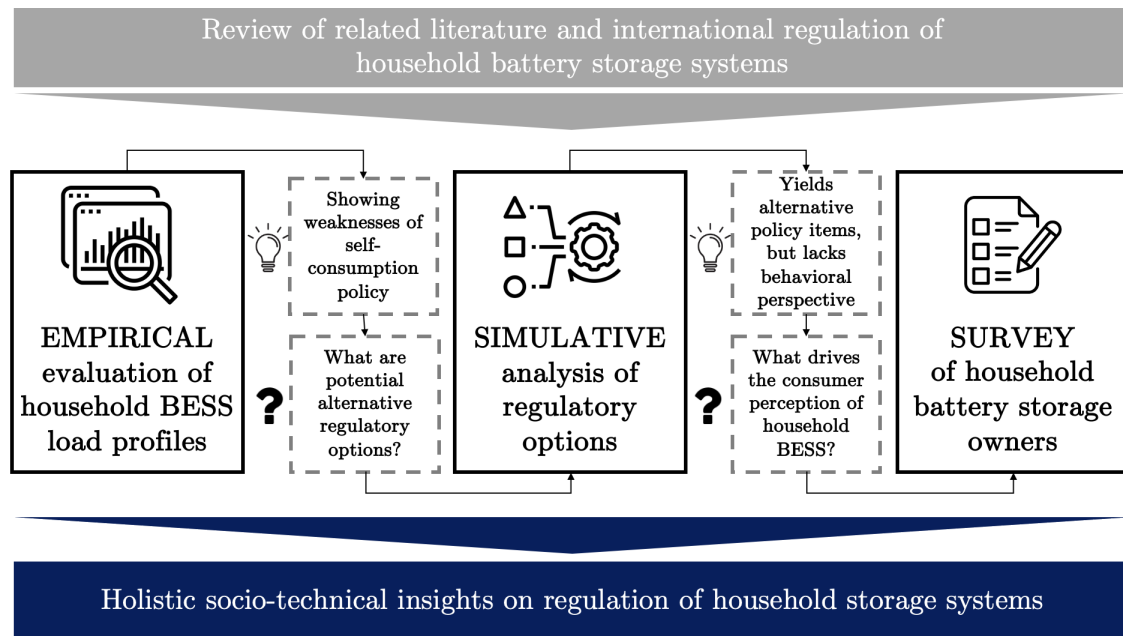 Review of related literature and international regulation of
household battery storage systems
EMPIRICAL
evaluation of
household BESS
load profiles
Showing
weaknesses of
self-
consumption
policy
?
What are
potential
alternative
regulatory
options?
SIMULATIVE
analysis of
regulatory
options
Yields
alternative
policy items,
but lacks
behavioral
perspective
?
What drives
the consumer
perception of
household
BESS?
SURVEY
of household
battery storage
owners
Holistic socio-technical insights on regulation of household storage systems